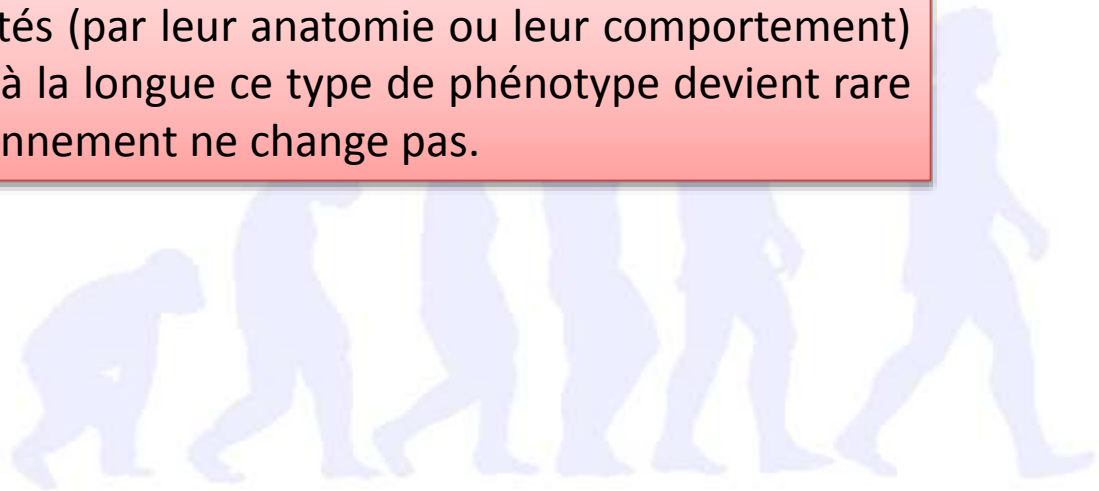 tés (par leur anatomie ou leur comportement)
à la longue ce type de phénotype devient rare
nnement ne change pas.